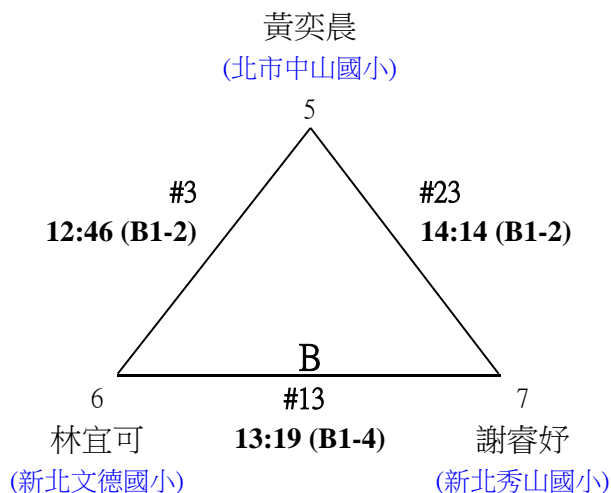 黃奕晨
(北市中山國小)
5
#3
12:46 (B1-2)
#23
14:14 (B1-2)
B
6
#13
7
林宜可
13:19 (B1-4)
謝睿妤
(新北文德國小)
(新北秀山國小)